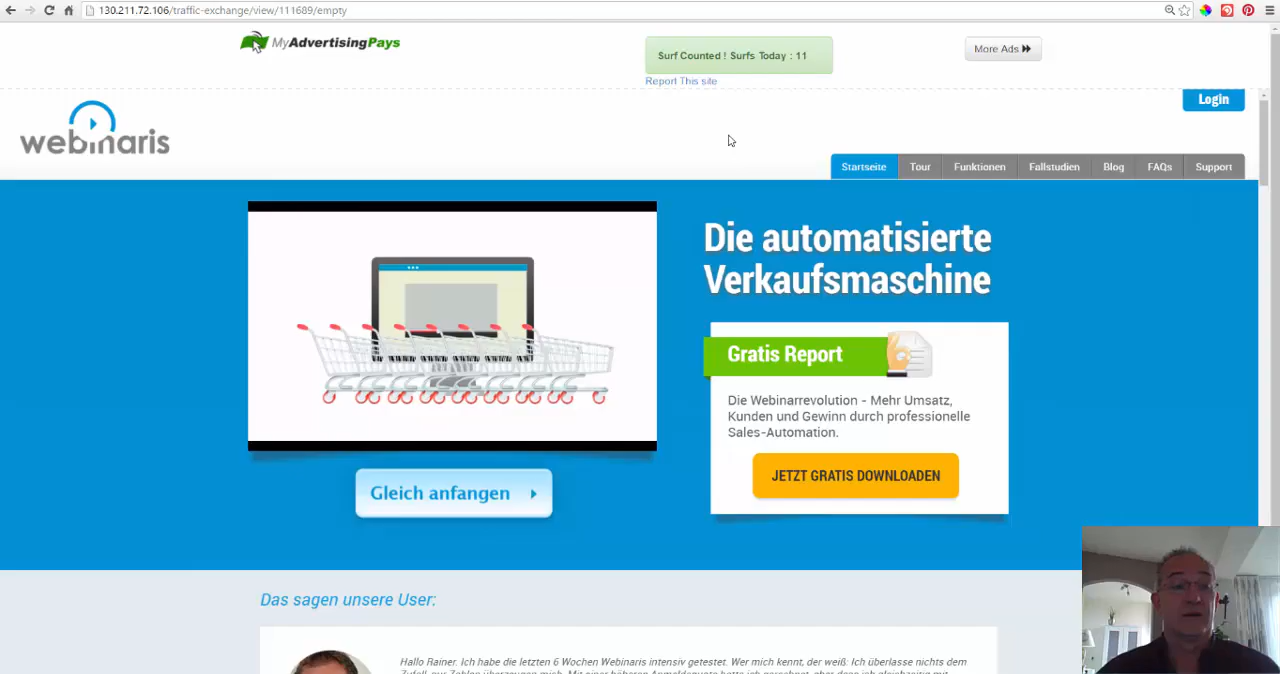 130.211.72.106/traffic-exchange/view/111689/empty
MyAdvertisingPays
Surf Counted ! Surfs Today : 11
More Ads
Report This site
Login
webinaris
Startseite Tour Funktionen Fallstudien Blog FAQs Support
Die automatisierte
Verkaufsmaschine
Gratis Report
Die Webinarrevolution - Mehr Umsatz,
Kunden und Gewinn durch professionelle
Sales-Automation.
JETZT GRATIS DOWNLOADEN
Gleich anfangen
Das sagen unsere User:
Hallo Rainer. Ich habe die letzten 6 Wochen Webinaris intensiv getestet. Wer mich kennt, der weiß: Ich überlasse nichts dem